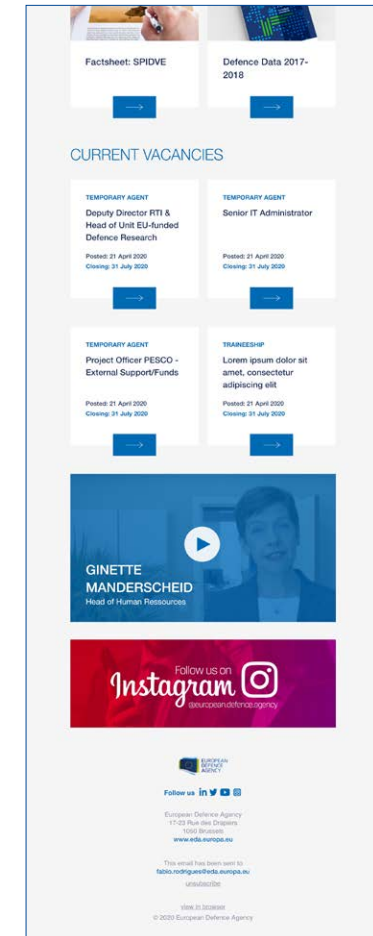 Factsheet: SPIDVE
Defence Data 2017-
2018
CURRENT VACANCIES
TEMPORARY AGENT
Deputy Director RTI &
Head of Unit EU-funded
Defence Research
Posted: 21 April 2020
Closing: 31 July 2020
TEMPORARY AGENT
Senior IT Administrator
Posted: 21 April 2020
Closing: 31 July 2020
TEMPORARY AGENT
Project Officer PESCO -
External Support/Funds
Posted: 21 April 2020
Closing: 31 July 2020
TRAINEESHIP
Lorem ipsum dolor sit
amet, consectetur
adipiscing elit
Posted: 21 April 2020
Closing: 31 July 2020
GINETTE
MANDERSCHEID
Head of Human Ressources
Follow us on
Instagram
@european.defence.agency
EUROPEAN
DEFENCE
AGENCY
Follow us
European Defence Agency
17-23 Rue des Drapiers
1050 Brussels
www.eda.europa.eu
This email has been sent to
fabio.rodrigues@eda.europa.eu
unsubscribe
view in browser
© 2020 European Defence Agency